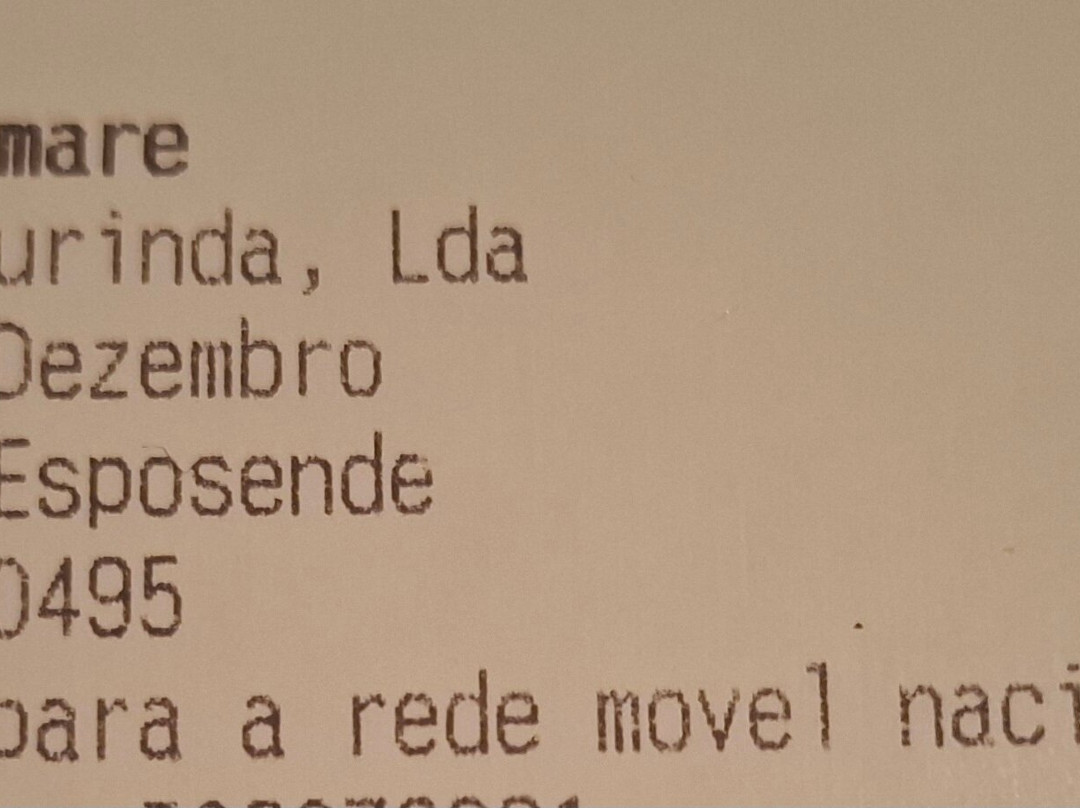 mare
urinda, Lda
Dezembro
Esposende
0495
para a rede movel naci